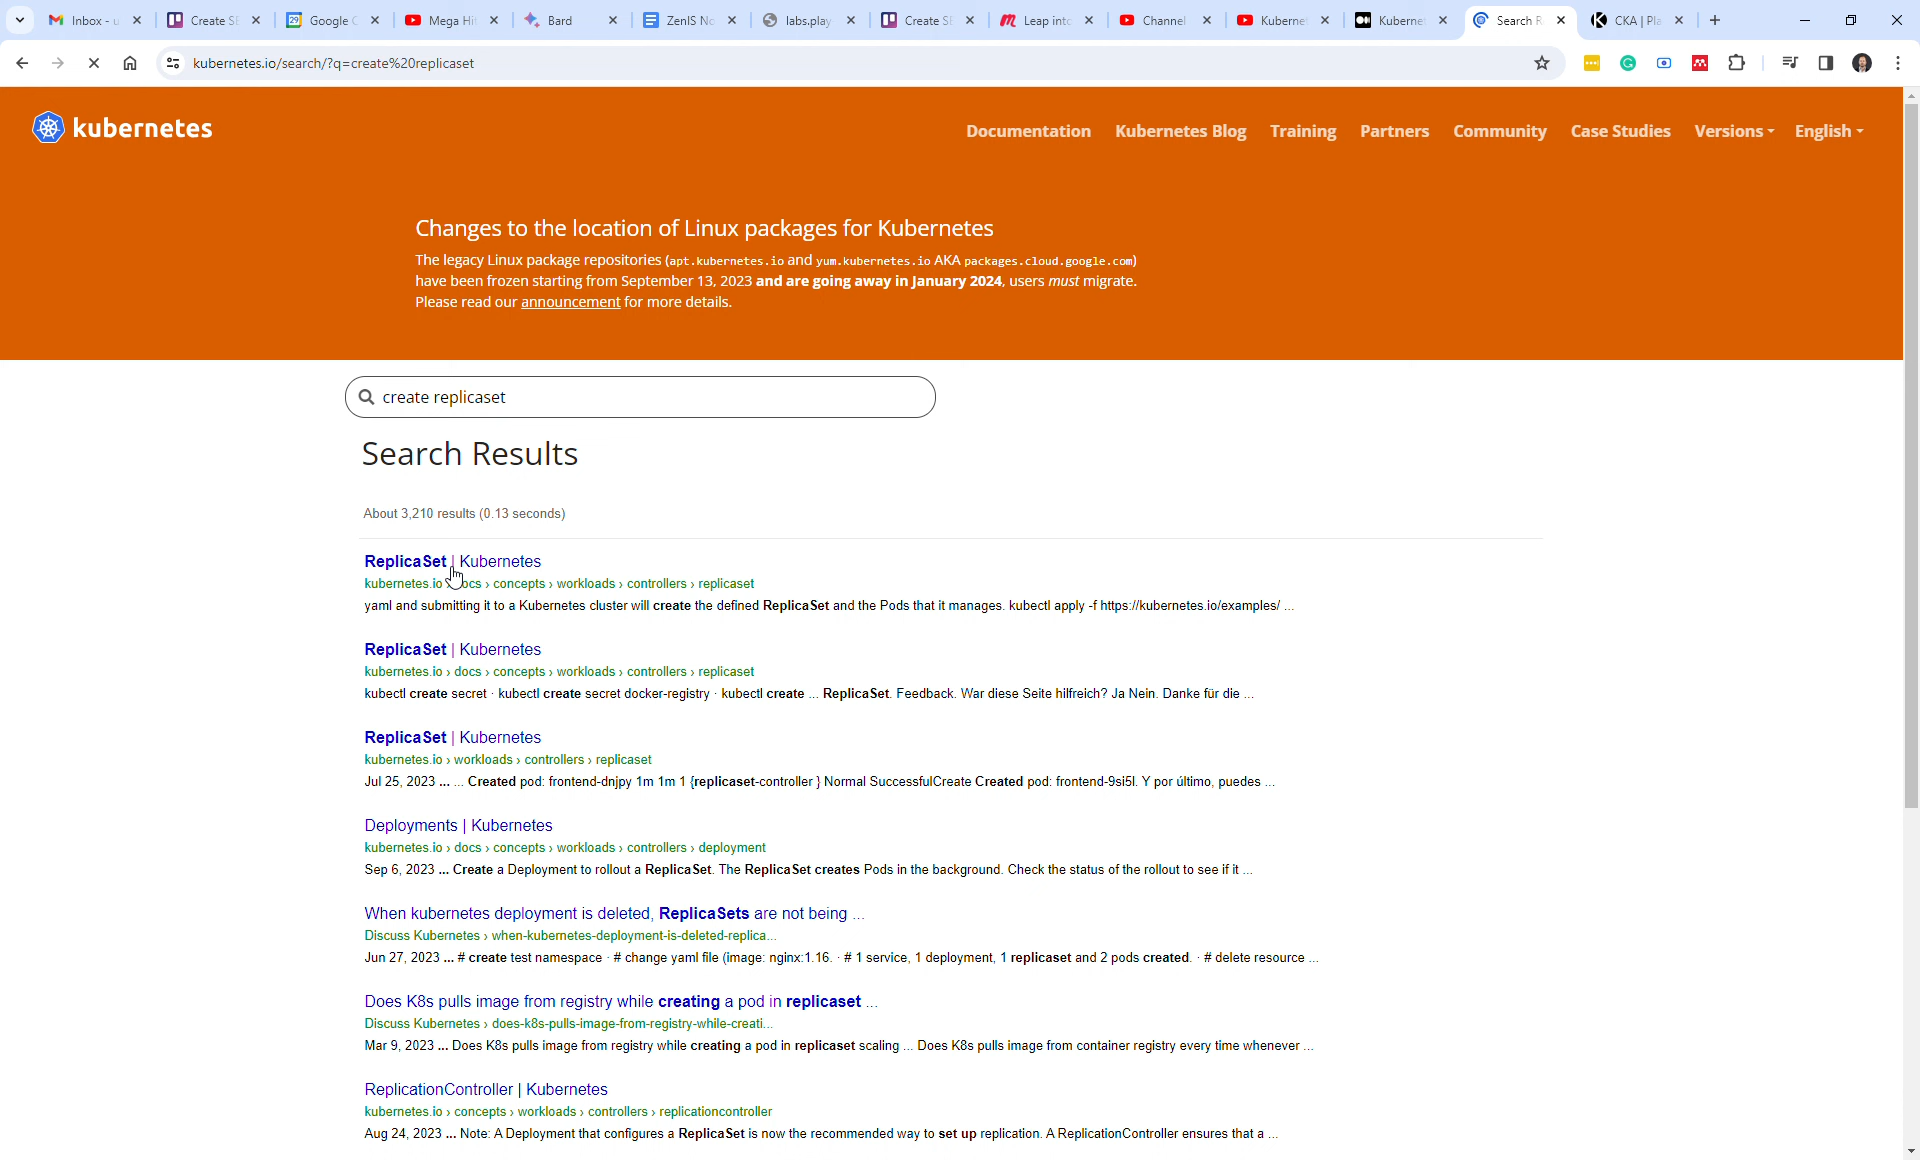 Inbox - u
Create S
Google C
Mega Hi
Bard
ZenIS No
labs.play
Create S
Leap into
Channel
Kuberne
Kuberne
Search R
CKA | Pla
kubernetes.io/search/?q=create%20replicaset
kubernetes
Documentation
Kubernetes Blog
Training
Partners
Community
Case Studies
Versions
English
Changes to the location of Linux packages for Kubernetes
The legacy Linux package repositories (apt.kubernetes.io and yum.kubernetes.io AKA packages.cloud.google.com)
have been frozen starting from September 13, 2023 and are going away in January 2024, users must migrate.
Please read our announcement for more details.
create replicaset
Search Results
About 3,210 results (0.13 seconds)
ReplicaSet | Kubernetes
kubernetes.io › docs › concepts › workloads › controllers › replicaset
yaml and submitting it to a Kubernetes cluster will create the defined ReplicaSet and the Pods that it manages. kubectl apply -f https://kubernetes.io/examples/ ...
ReplicaSet | Kubernetes
kubernetes.io › docs › concepts › workloads › controllers › replicaset
kubectl create secret · kubectl create secret docker-registry · kubectl create ... ReplicaSet. Feedback. War diese Seite hilfreich? Ja Nein. Danke für die ...
ReplicaSet | Kubernetes
kubernetes.io › workloads › controllers › replicaset
Jul 25, 2023 ... ... Created pod: frontend-dnjpy 1m 1m 1 {replicaset-controller } Normal SuccessfulCreate Created pod: frontend-9si5l. Y por último, puedes ...
Deployments | Kubernetes
kubernetes.io › docs › concepts › workloads › controllers › deployment
Sep 6, 2023 ... Create a Deployment to rollout a ReplicaSet. The ReplicaSet creates Pods in the background. Check the status of the rollout to see if it ...
When kubernetes deployment is deleted, ReplicaSets are not being ...
Discuss Kubernetes › when-kubernetes-deployment-is-deleted-replica...
Jun 27, 2023 ... # create test namespace · # change yaml file (image: nginx:1.16. · # 1 service, 1 deployment, 1 replicaset and 2 pods created. · # delete resource ...
Does K8s pulls image from registry while creating a pod in replicaset ...
Discuss Kubernetes › does-k8s-pulls-image-from-registry-while-creati...
Mar 9, 2023 ... Does K8s pulls image from registry while creating a pod in replicaset scaling ... Does K8s pulls image from container registry every time whenever ...
ReplicationController | Kubernetes
kubernetes.io › concepts › workloads › controllers › replicationcontroller
Aug 24, 2023 ... Note: A Deployment that configures a ReplicaSet is now the recommended way to set up replication. A ReplicationController ensures that a ...